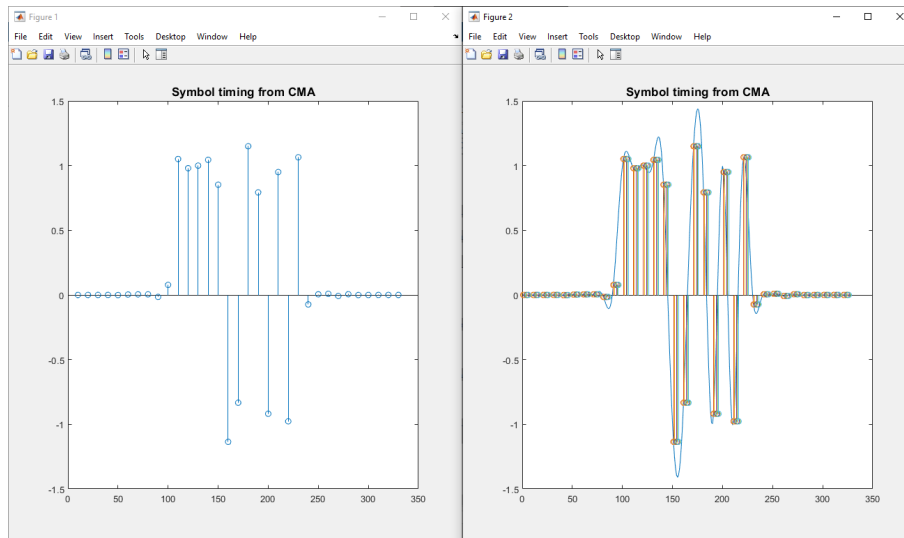 Figure 1
File Edit View Insert Tools Desktop Window Help
Symbol timing from CMA
1.5
1
0.5
0
-0.5
-1
-1.5
0 50 100 150 200 250 300 350
Figure 2
File Edit View Insert Tools Desktop Window Help
Symbol timing from CMA
1.5
1
0.5
0
-0.5
-1
-1.5
0 50 100 150 200 250 300 350